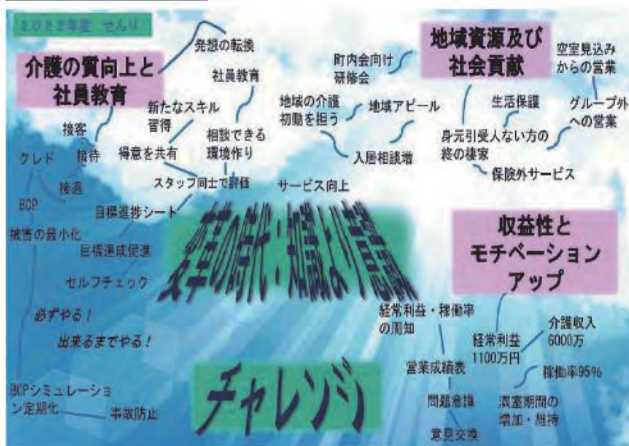 2022年度 せんり
介護の質向上と
社員教育
発想の転換
社員教育
新たなスキル
習得
得意を共有
相談できる
環境作り
スタッフ同士で評価
接客
接待
接遇
クレド
BCP
被害の最小化
目標進捗シート
目標達成促進
セルフチェック
必ずやる！
出来るまでやる！
BCPシミュレーショ
ン定期化
事故防止
町内会向け
研修会
地域の介護
初動を担う
地域アピール
入居相談増
サービス向上
地域資源及び
社会貢献
空室見込み
からの営業
グループ外
への営業
生活保護
身元引受人ない方の
終の棲家
保険外サービス
変革の時代：知識より意識
チャレンジ
収益性と
モチベーション
アップ
経常利益・稼働率
の周知
営業成績表
問題意識
意見交換
経常利益
1100万円
介護収入
6000万
稼働率95%
満室期間の
増加・維持